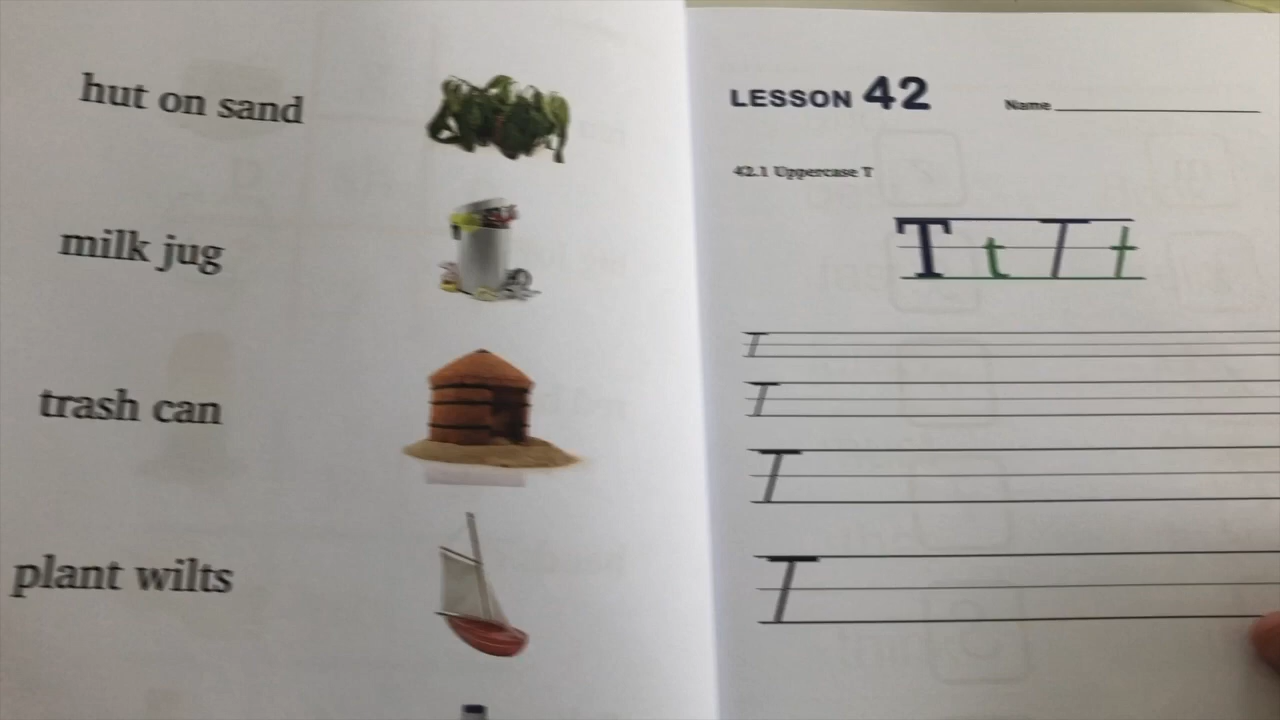 hut on sand
milk jug
trash can
plant wilts
LESSON 42
Name
42.1 Uppercase T
T t T t
T
T
T
T